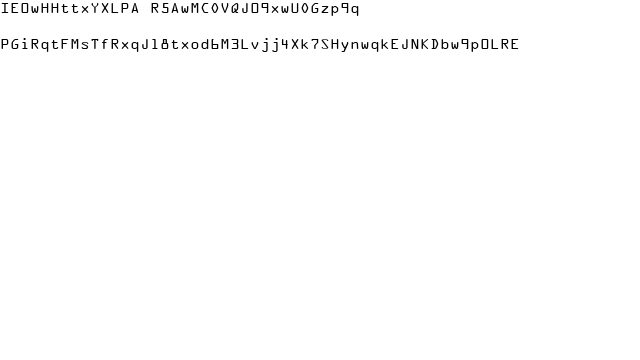 IEOwHHttxYXLPA R5AwMC0VQJO9xwU0Gzp9q
PGiRqtFMsTfRxqJl8txod6M3Lvjj4Xk7SHynwqkEJNKDbw9pOLRE